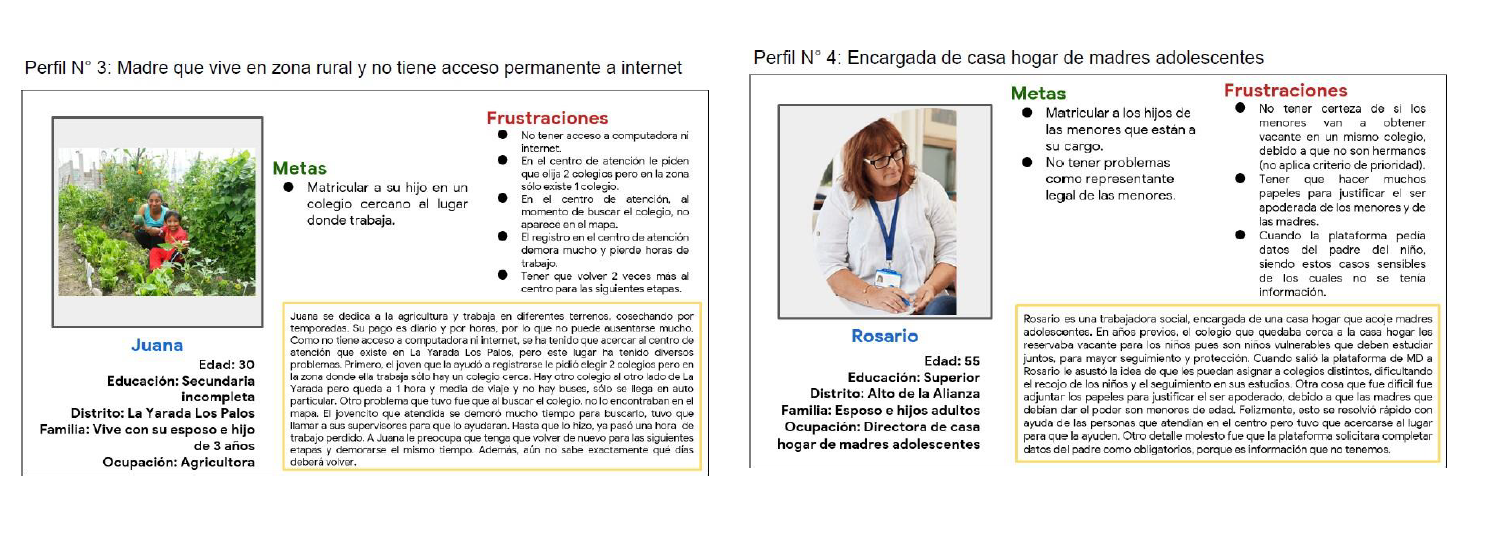 Perfil N° 3: Madre que vive en zona rural y no tiene acceso permanente a internet
Metas
● Matricular a su hijo en un
colegio cercano al lugar
donde trabaja.
Frustraciones
● No tener acceso a computadora ni
internet.
● En el centro de atención le piden
que elija 2 colegios pero en la zona
sólo existe 1 colegio.
● En el centro de atención, al
momento de buscar el colegio, no
aparece en el mapa.
● El registro en el centro de atención
demora mucho y pierde horas de
trabajo.
● Tener que volver 2 veces más al
centro para las siguientes etapas.
Juana
Edad: 30
Educación: Secundaria
incompleta
Distrito: La Yarada Los Palos
Familia: Vive con su esposo e hijo
de 3 años
Ocupación: Agricultora
Juana se dedica a la agricultura y trabaja en diferentes terrenos, cosechando por
temporadas. Su pago es diario y por horas, por lo que no puede ausentarse mucho.
Como no tiene acceso a computadora ni internet, se ha tenido que acercar al centro de
atención que existe en La Yarada Los Palos, pero este lugar ha tenido diversos
problemas. Primero, el joven que la ayudó a registrarse le pidió elegir 2 colegios pero en
la zona donde ella trabaja sólo hay un colegio cerca. Hay otro colegio al otro lado de La
Yarada pero queda a 1 hora y media de viaje y no hay buses, sólo se llega en auto
particular. Otro problema que tuvo fue que al buscar el colegio, no lo encontraban en el
mapa. El jovencito que atendía se demoró mucho tiempo para buscarlo, tuvo que
llamar a sus supervisores para que lo ayudaran. Hasta que lo hizo, ya pasó una hora de
trabajo perdido. A Juana le preocupa que tenga que volver de nuevo para las siguientes
etapas y demorarse el mismo tiempo. Además, aún no sabe exactamente qué días
deberá volver.
Perfil N° 4: Encargada de casa hogar de madres adolescentes
Metas
● Matricular a los hijos de
las menores que están a
su cargo.
● No tener problemas
como representante
legal de las menores.
Frustraciones
● No tener certeza de si los
menores van a obtener
vacante en un mismo colegio,
debido a que no son hermanos
(no aplica criterio de prioridad).
● Tener que hacer muchos
papeles para justificar el ser
apoderada de los menores y de
las madres.
● Cuando la plataforma pedía
datos del padre del niño,
siendo estos casos sensibles
de los cuales no se tenía
información.
Rosario
Edad: 55
Educación: Superior
Distrito: Alto de la Alianza
Familia: Esposo e hijos adultos
Ocupación: Directora de casa
hogar de madres adolescentes
Rosario es una trabajadora social, encargada de una casa hogar que acoje madres
adolescentes. En años previos, el colegio que quedaba cerca a la casa hogar les
reservaba vacante para los niños pues son niños vulnerables que deben estudiar
juntos, para mayor seguimiento y protección. Cuando salió la plataforma de MD a
Rosario le asustó la idea de que les puedan asignar a colegios distintos, dificultando
el recojo de los niños y el seguimiento en sus estudios. Otra cosa que fue difícil fue
adjuntar los papeles para justificar el ser apoderado, debido a que las madres que
debían dar el poder son menores de edad. Felizmente, esto se resolvió rápido con
ayuda de las personas que atendían en el centro pero tuvo que acercarse al lugar
para que la ayuden. Otro detalle molesto fue que la plataforma solicitara completar
datos del padre como obligatorios, porque es información que no tenemos.